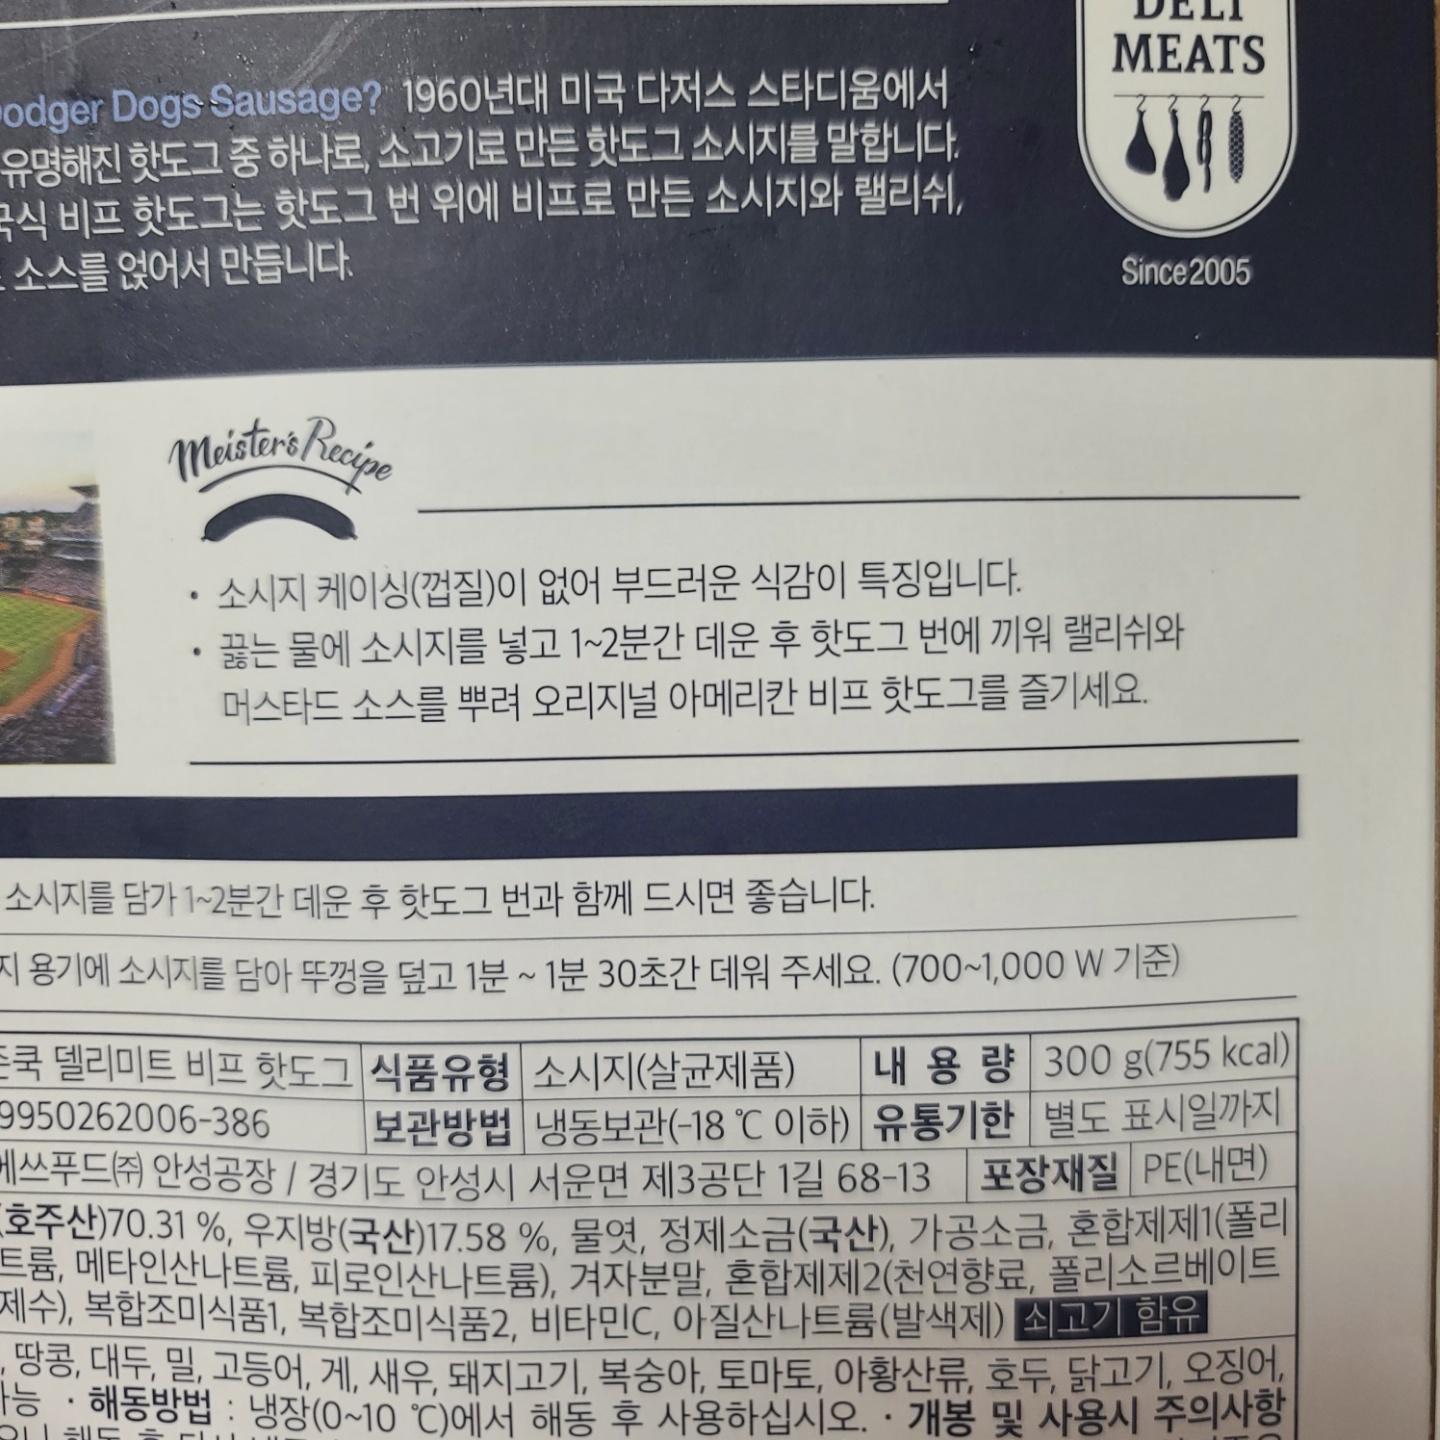 DELI
MEATS
Since2005
Dodger Dogs Sausage? 1960년대 미국 다저스 스타디움에서
유명해진 핫도그 중 하나로, 소고기로 만든 핫도그 소시지를 말합니다.
비프 핫도그는 핫도그 번 위에 비프로 만든 소시지와 랠리쉬,
소스를 얹어서 만듭니다.
Meister's Recipe
• 소시지 케이싱(껍질)이 없어 부드러운 식감이 특징입니다.
• 끓는 물에 소시지를 넣고 1~2분간 데운 후 핫도그 번에 끼워 랠리쉬와
머스타드 소스를 뿌려 오리지널 아메리칸 비프 핫도그를 즐기세요.
소시지를 담가 1~2분간 데운 후 핫도그 번과 함께 드시면 좋습니다.
용기에 소시지를 담아 뚜껑을 덮고 1분 ~ 1분 30초간 데워 주세요. (700~1,000 W 기준)
델리미트 비프 핫도그 식품유형 소시지(살균제품) 내 용 량 300 g(755 kcal)
9950262006-386 보관방법 냉동보관(-18 ℃ 이하) 유통기한 별도 표시일까지
에쓰푸드㈜ 안성공장 / 경기도 안성시 서운면 제3공단 1길 68-13 포장재질 PE(내면)
(호주산)70.31 %, 우지방(국산)17.58 %, 물엿, 정제소금(국산), 가공소금, 혼합제제1(폴리
트륨, 메타인산나트륨, 피로인산나트륨), 겨자분말, 혼합제제2(천연향료, 폴리소르베이트
제수), 복합조미식품1, 복합조미식품2, 비타민C, 아질산나트륨(발색제) 쇠고기 함유
, 땅콩, 대두, 밀, 고등어, 게, 새우, 돼지고기, 복숭아, 토마토, 아황산류, 호두, 닭고기, 오징어,
가능 · 해동방법 : 냉장(0~10 ℃)에서 해동 후 사용하십시오. · 개봉 및 사용시 주의사항